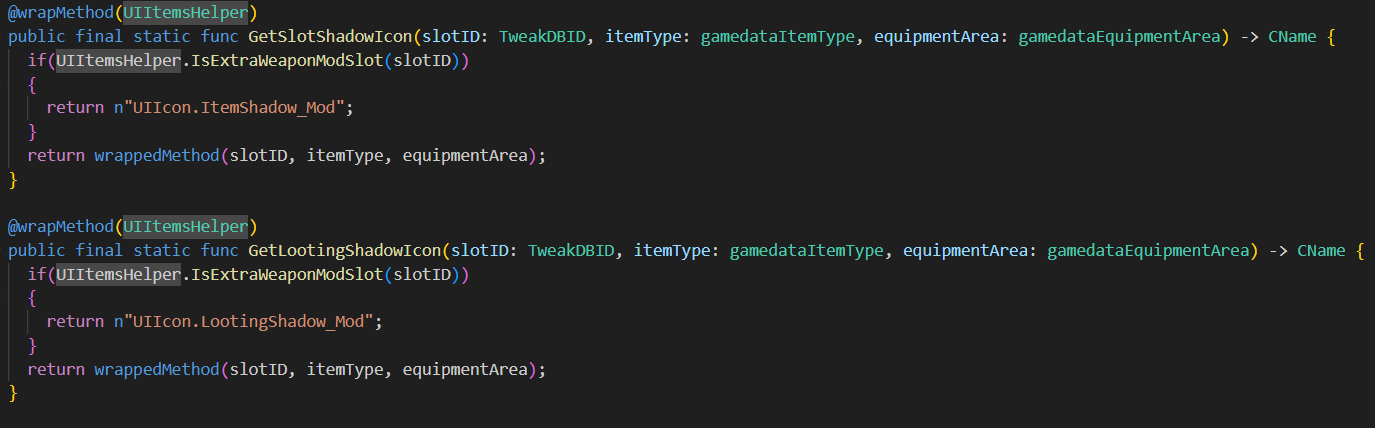 @wrapMethod(UIItemsHelper)
public final static func GetSlotShadowIcon(slotID: TweakDBID, itemType: gamedataItemType, equipmentArea: gamedataEquipmentArea) -> CName {
  if(UIItemsHelper.IsExtraWeaponModSlot(slotID))
  {
    return n"UIIcon.ItemShadow_Mod";
  }
  return wrappedMethod(slotID, itemType, equipmentArea);
}
@wrapMethod(UIItemsHelper)
public final static func GetLootingShadowIcon(slotID: TweakDBID, itemType: gamedataItemType, equipmentArea: gamedataEquipmentArea) -> CName {
  if(UIItemsHelper.IsExtraWeaponModSlot(slotID))
  {
    return n"UIIcon.LootingShadow_Mod";
  }
  return wrappedMethod(slotID, itemType, equipmentArea);
}